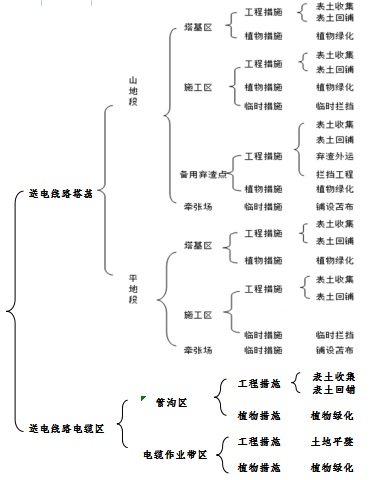 送电线路塔基
山地段
塔基区
工程措施
表土收集
表土回铺
植物措施
植物绿化
施工区
工程措施
表土收集
表土回铺
植物措施
植物绿化
临时措施
临时拦挡
备用弃渣点
工程措施
表土收集
表土回铺
弃渣外运
拦挡工程
植物措施
植物绿化
牵张场
临时措施
铺设苫布
平地段
塔基区
工程措施
表土收集
表土回铺
植物措施
植物绿化
施工区
工程措施
表土收集
表土回铺
临时措施
临时拦挡
牵张场
临时措施
铺设苫布
送电线路电缆区
管沟区
工程措施
表土收集
表土回铺
植物措施
植物绿化
电缆作业带区
工程措施
土地平整
植物措施
植物绿化